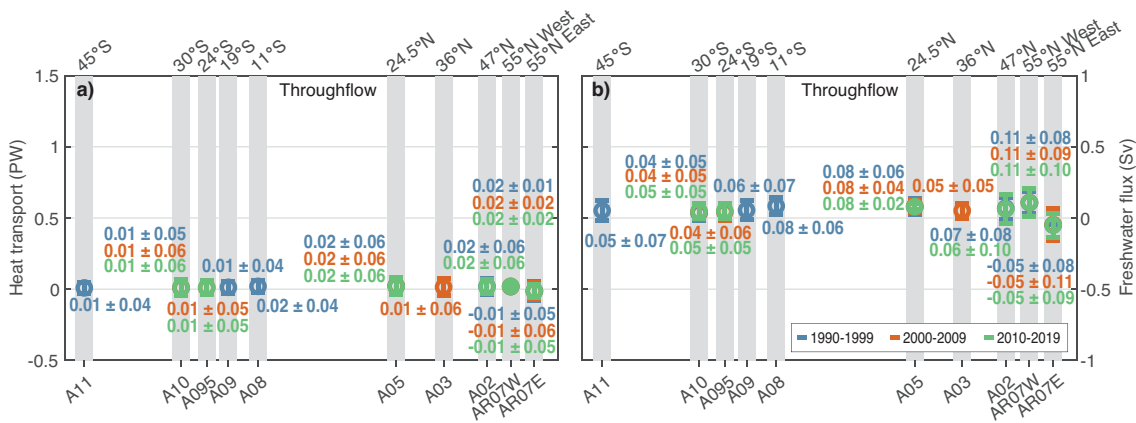 45°S 30°S 24°S 19°S 11°S 24.5°N 36°N 47°N 55°N West 55°N East
a) Throughflow
Heat transport (PW)
1.5
1
0.5
0
-0.5
0.02 ± 0.01
0.02 ± 0.02
0.02 ± 0.02
0.01 ± 0.05
0.01 ± 0.06
0.01 ± 0.06
0.01 ± 0.04
0.02 ± 0.06
0.02 ± 0.06
0.02 ± 0.06
0.02 ± 0.06
0.02 ± 0.06
0.01 ± 0.04
0.01 ± 0.05
0.01 ± 0.05
0.02 ± 0.04
0.01 ± 0.06
-0.01 ± 0.05
-0.01 ± 0.06
-0.01 ± 0.05
A11 A10 A095 A09 A08 A05 A03 A02 AR07W AR07E
45°S 30°S 24°S 19°S 11°S 24.5°N 36°N 47°N 55°N West 55°N East
b) Throughflow
Freshwater flux (Sv)
1
0.5
0
-0.5
-1
0.11 ± 0.08
0.11 ± 0.09
0.11 ± 0.10
0.04 ± 0.05
0.04 ± 0.05
0.05 ± 0.05
0.06 ± 0.07
0.08 ± 0.06
0.08 ± 0.04
0.08 ± 0.02
0.05 ± 0.05
0.05 ± 0.07
0.04 ± 0.06
0.05 ± 0.05
0.08 ± 0.06
0.07 ± 0.08
0.06 ± 0.10
-0.05 ± 0.08
-0.05 ± 0.11
-0.05 ± 0.09
1990-1999 2000-2009 2010-2019
A11 A10 A095 A09 A08 A05 A03 A02 AR07W AR07E